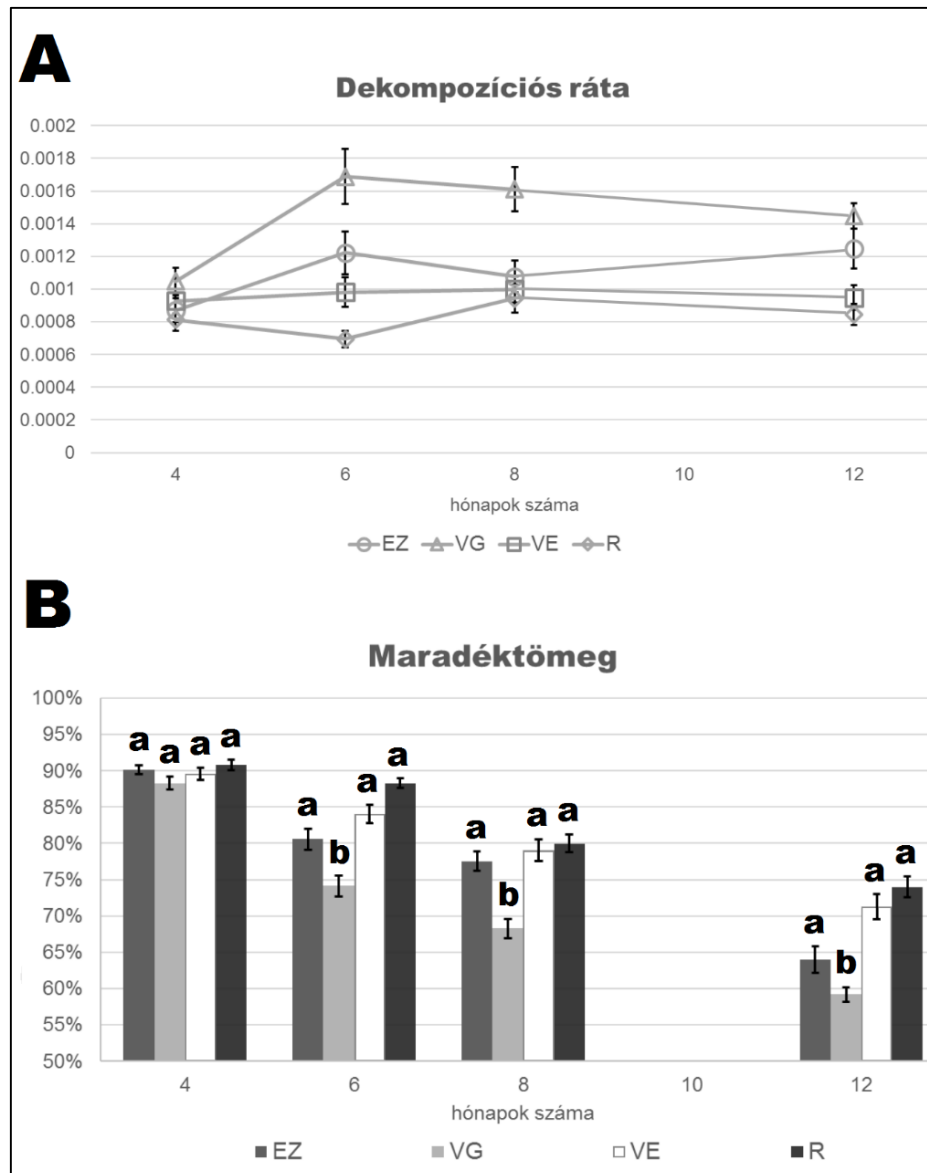 A
Dekompozíciós ráta
0.002
0.0018
0.0016
0.0014
0.0012
0.001
0.0008
0.0006
0.0004
0.0002
0
4 6 8 10 12
hónapok száma
EZ VG VE R
B
Maradéktömeg
100%
95%
90%
85%
80%
75%
70%
65%
60%
55%
50%
a a a a
a b a a
a b a a
a b a a
4 6 8 10 12
hónapok száma
EZ VG VE R